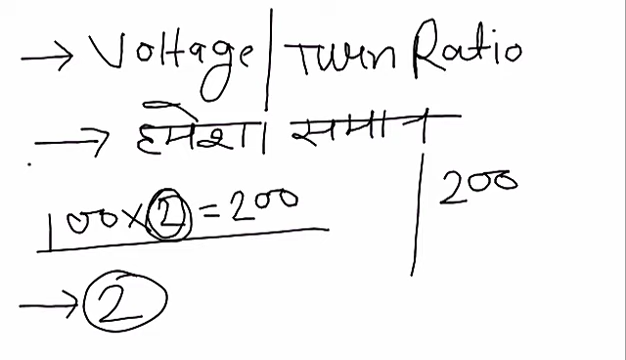 → Voltage | Turn Ratio
→ हमेशा समान
100×2=200 | 200
→ 2